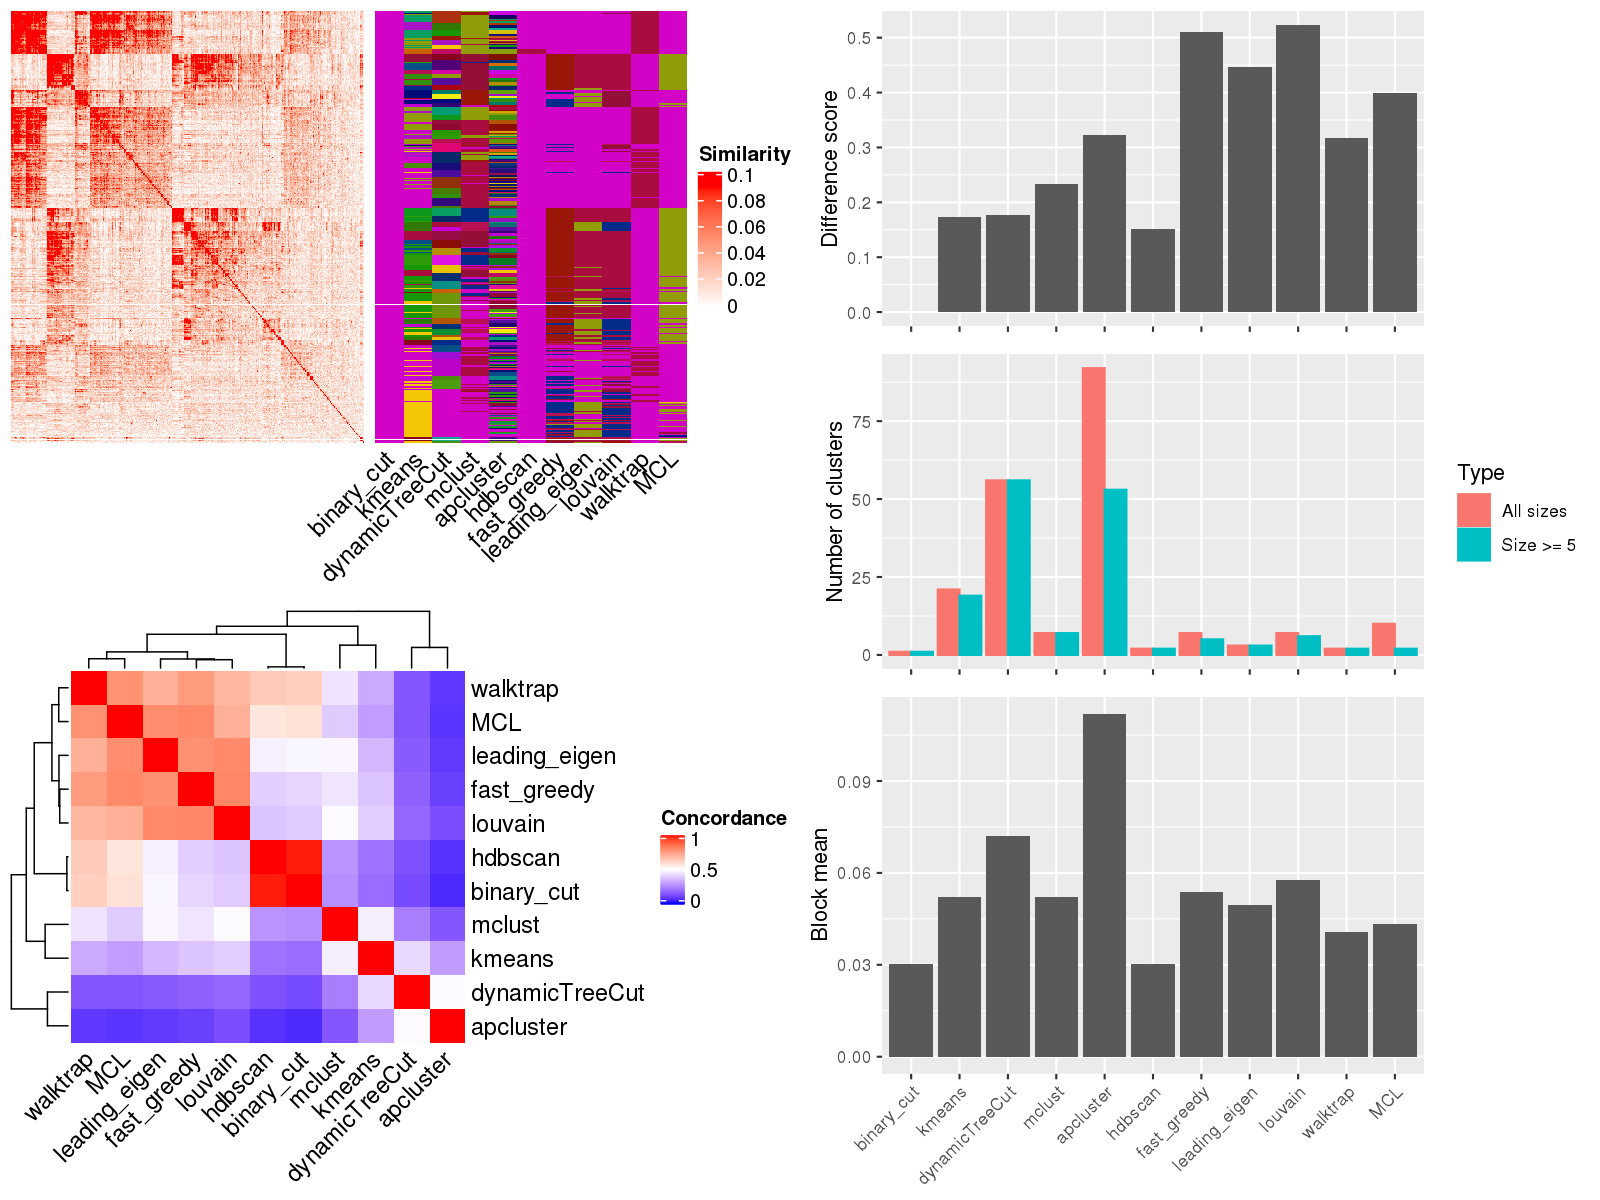 Similarity
0.1
0.08
0.06
0.04
0.02
0
binary_cut
kmeans
dynamicTreeCut
mclust
apcluster
hdbscan
fast_greedy
leading_eigen
louvain
walktrap
MCL
walktrap
MCL
leading_eigen
fast_greedy
louvain
hdbscan
binary_cut
mclust
kmeans
dynamicTreeCut
apcluster
walktrap
MCL
leading_eigen
fast_greedy
louvain
hdbscan
binary_cut
mclust
kmeans
dynamicTreeCut
apcluster
Concordance
1
0.5
0
Difference score
0.5
0.4
0.3
0.2
0.1
0.0
Number of clusters
75
50
25
0
Type
All sizes
Size >= 5
Block mean
0.09
0.06
0.03
0.00
binary_cut
kmeans
dynamicTreeCut
mclust
apcluster
hdbscan
fast_greedy
leading_eigen
louvain
walktrap
MCL